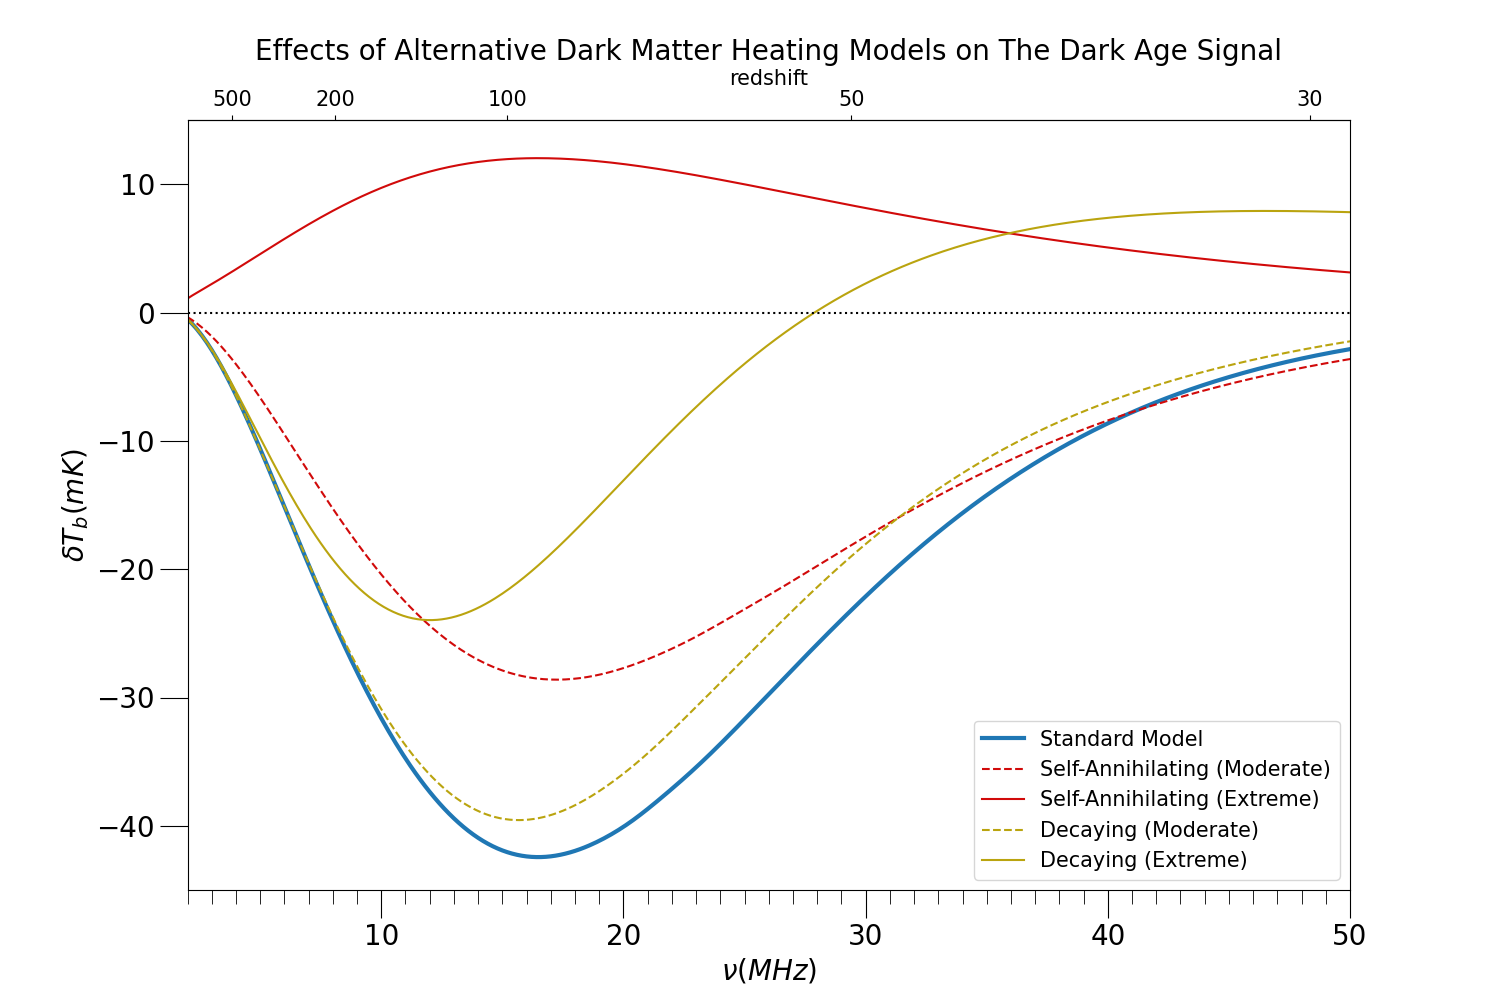 Effects of Alternative Dark Matter Heating Models on The Dark Age Signal
redshift
500 200 100 50 30
10
0
−10
−20
−30
−40
δT_b(mK)
Standard Model
Self-Annihilating (Moderate)
Self-Annihilating (Extreme)
Decaying (Moderate)
Decaying (Extreme)
10 20 30 40 50
ν(MHz)